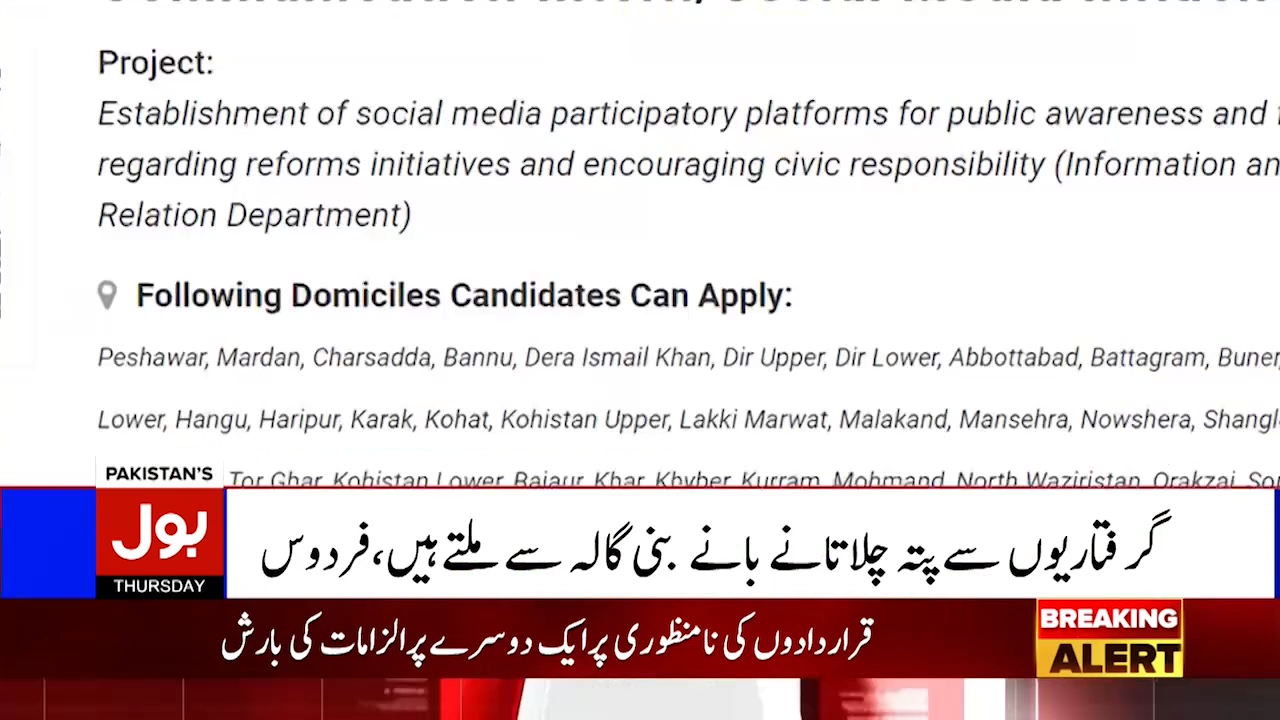 Project:
Establishment of social media participatory platforms for public awareness and
regarding reforms initiatives and encouraging civic responsibility (Information
Relation Department)
Following Domiciles Candidates Can Apply:
Peshawar, Mardan, Charsadda, Bannu, Dera Ismail Khan, Dir Upper, Dir Lower, Abbottabad, Battagram, Buner,
Lower, Hangu, Haripur, Karak, Kohat, Kohistan Upper, Lakki Marwat, Malakand, Mansehra, Nowshera,
Tor Ghar, Kohistan Lower, Bajaur, Khar, Khyber, Kurram, Mohmand, North Waziristan, Orakzai,
PAKISTAN'S
بول
THURSDAY
گرفتاریوں سے پتہ چلا تانے بانے بنی گالہ سے ملتے ہیں، فردوس
قراردادوں کی نامنظوری پر ایک دوسرے پر الزامات کی بارش
BREAKING
ALERT